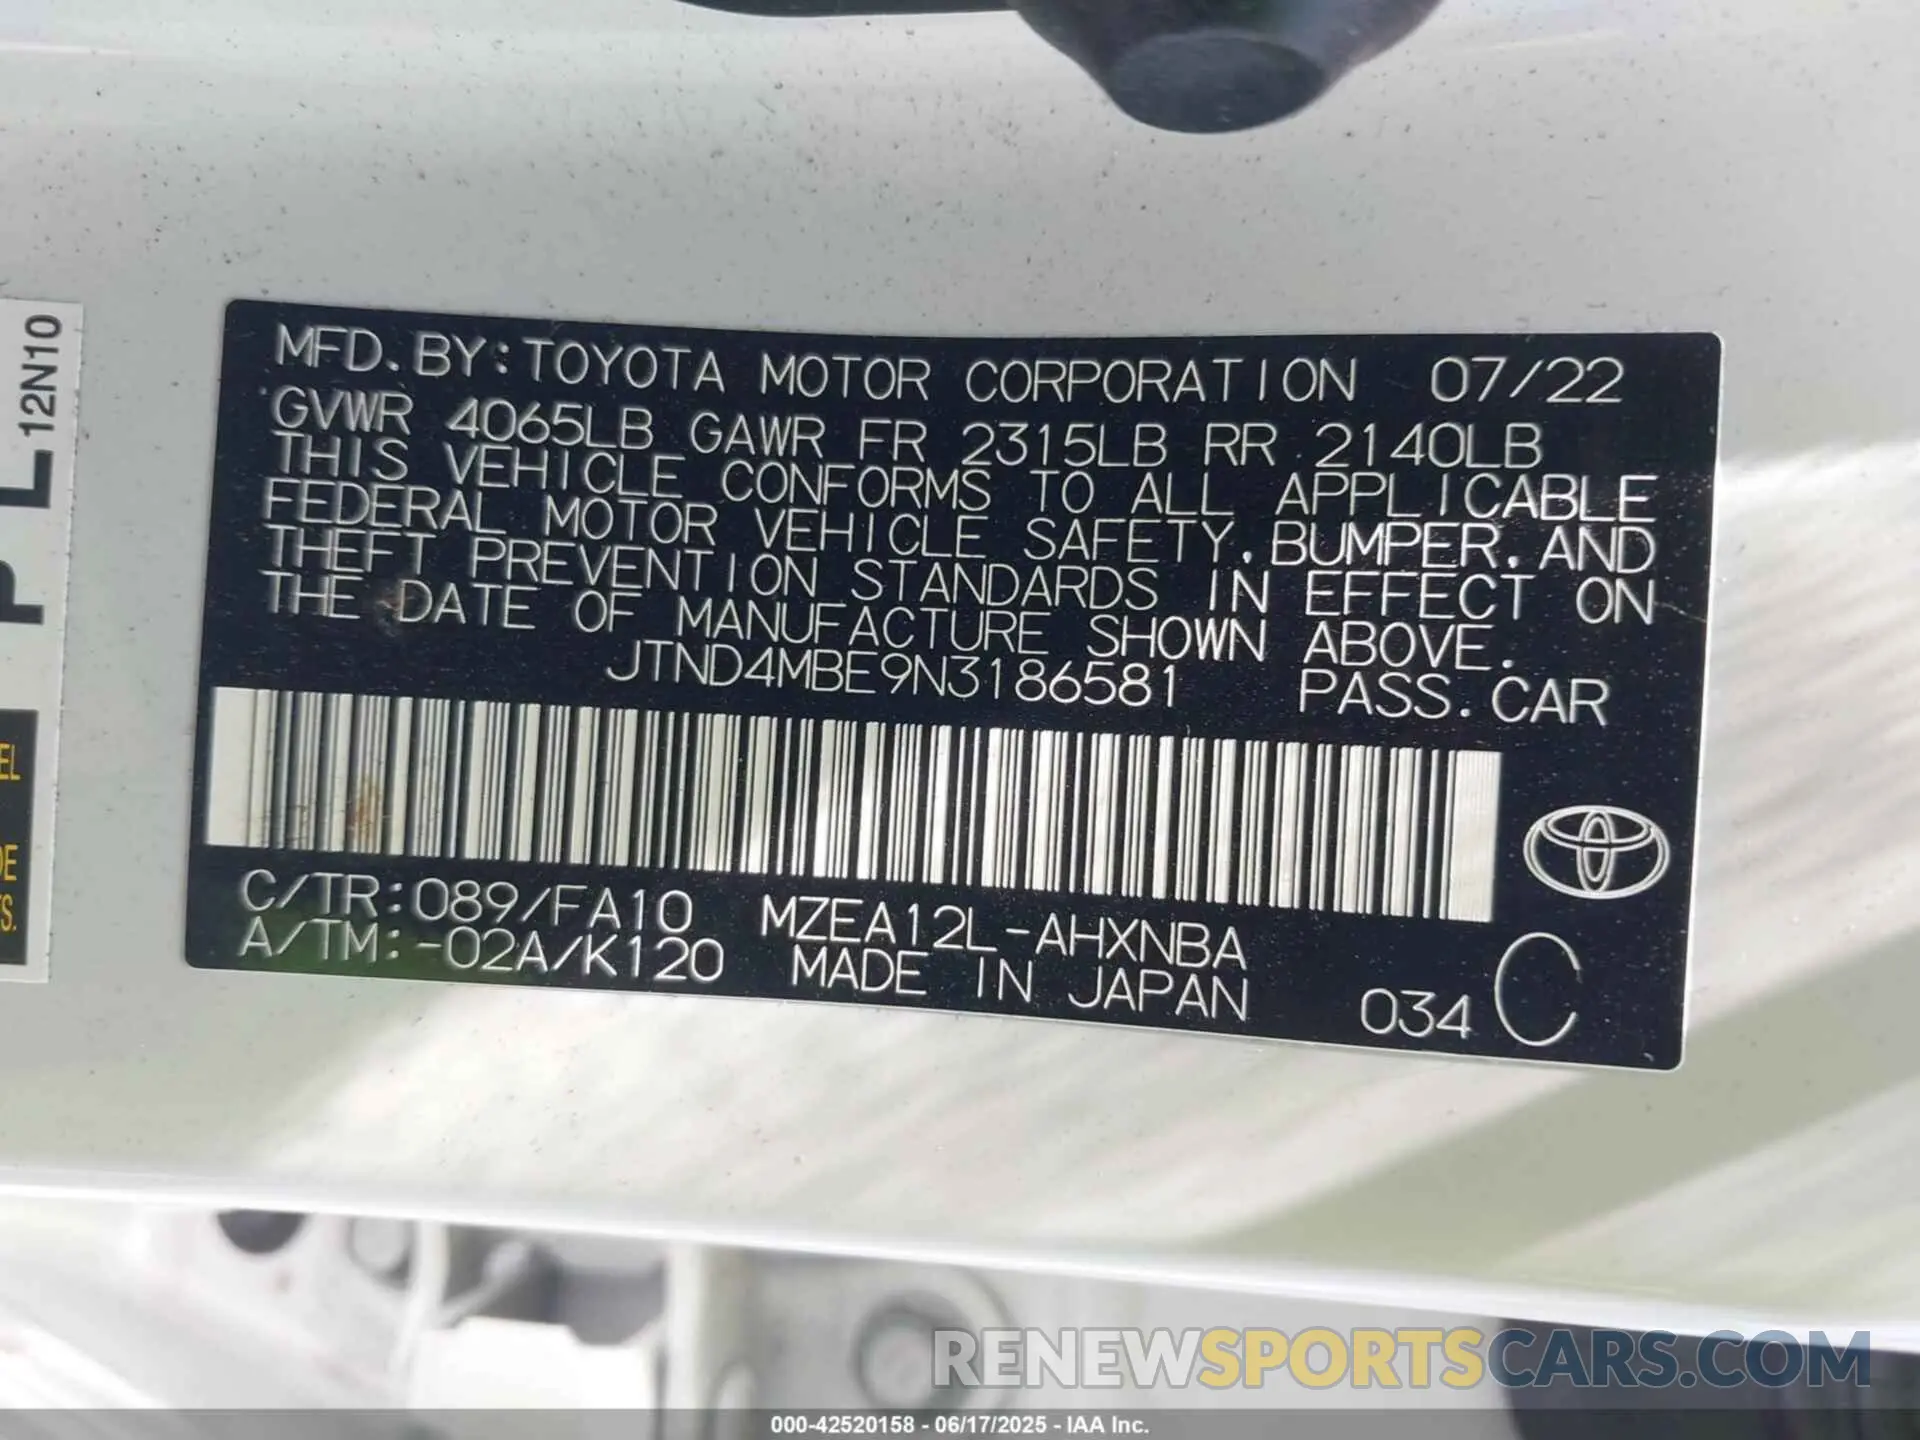 MFD.BY:TOYOTA MOTOR CORPORATION 07/22
GVWR 4065LB GAWR FR 2315LB RR 2140LB
THIS VEHICLE CONFORMS TO ALL APPLICABLE
FEDERAL MOTOR VEHICLE SAFETY,BUMPER,AND
THEFT PREVENTION STANDARDS IN EFFECT ON
THE DATE OF MANUFACTURE SHOWN ABOVE.
JTND4MBE9N3186581 PASS.CAR
C/TR:089/FA10 MZEA12L-AHXNBA
A/TM:-02A/K120 MADE IN JAPAN 034 C
P L 12N10
EL
DE
S.
RENEWSPORTSCARS.COM
000-42520158 - 06/17/2025 - IAA Inc.